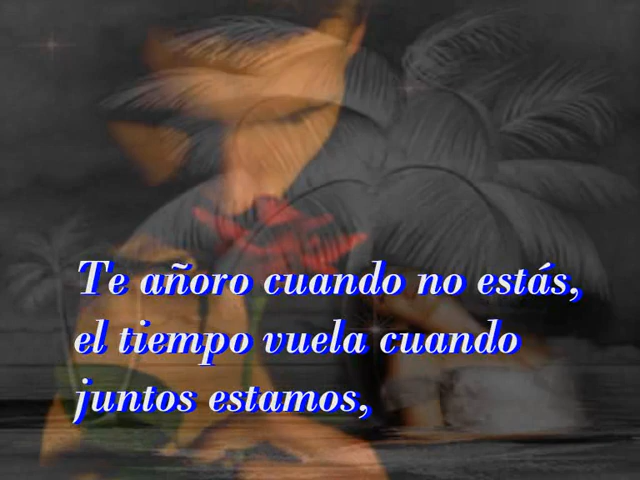 Te añoro cuando no estás,
el tiempo vuela cuando
juntos estamos,